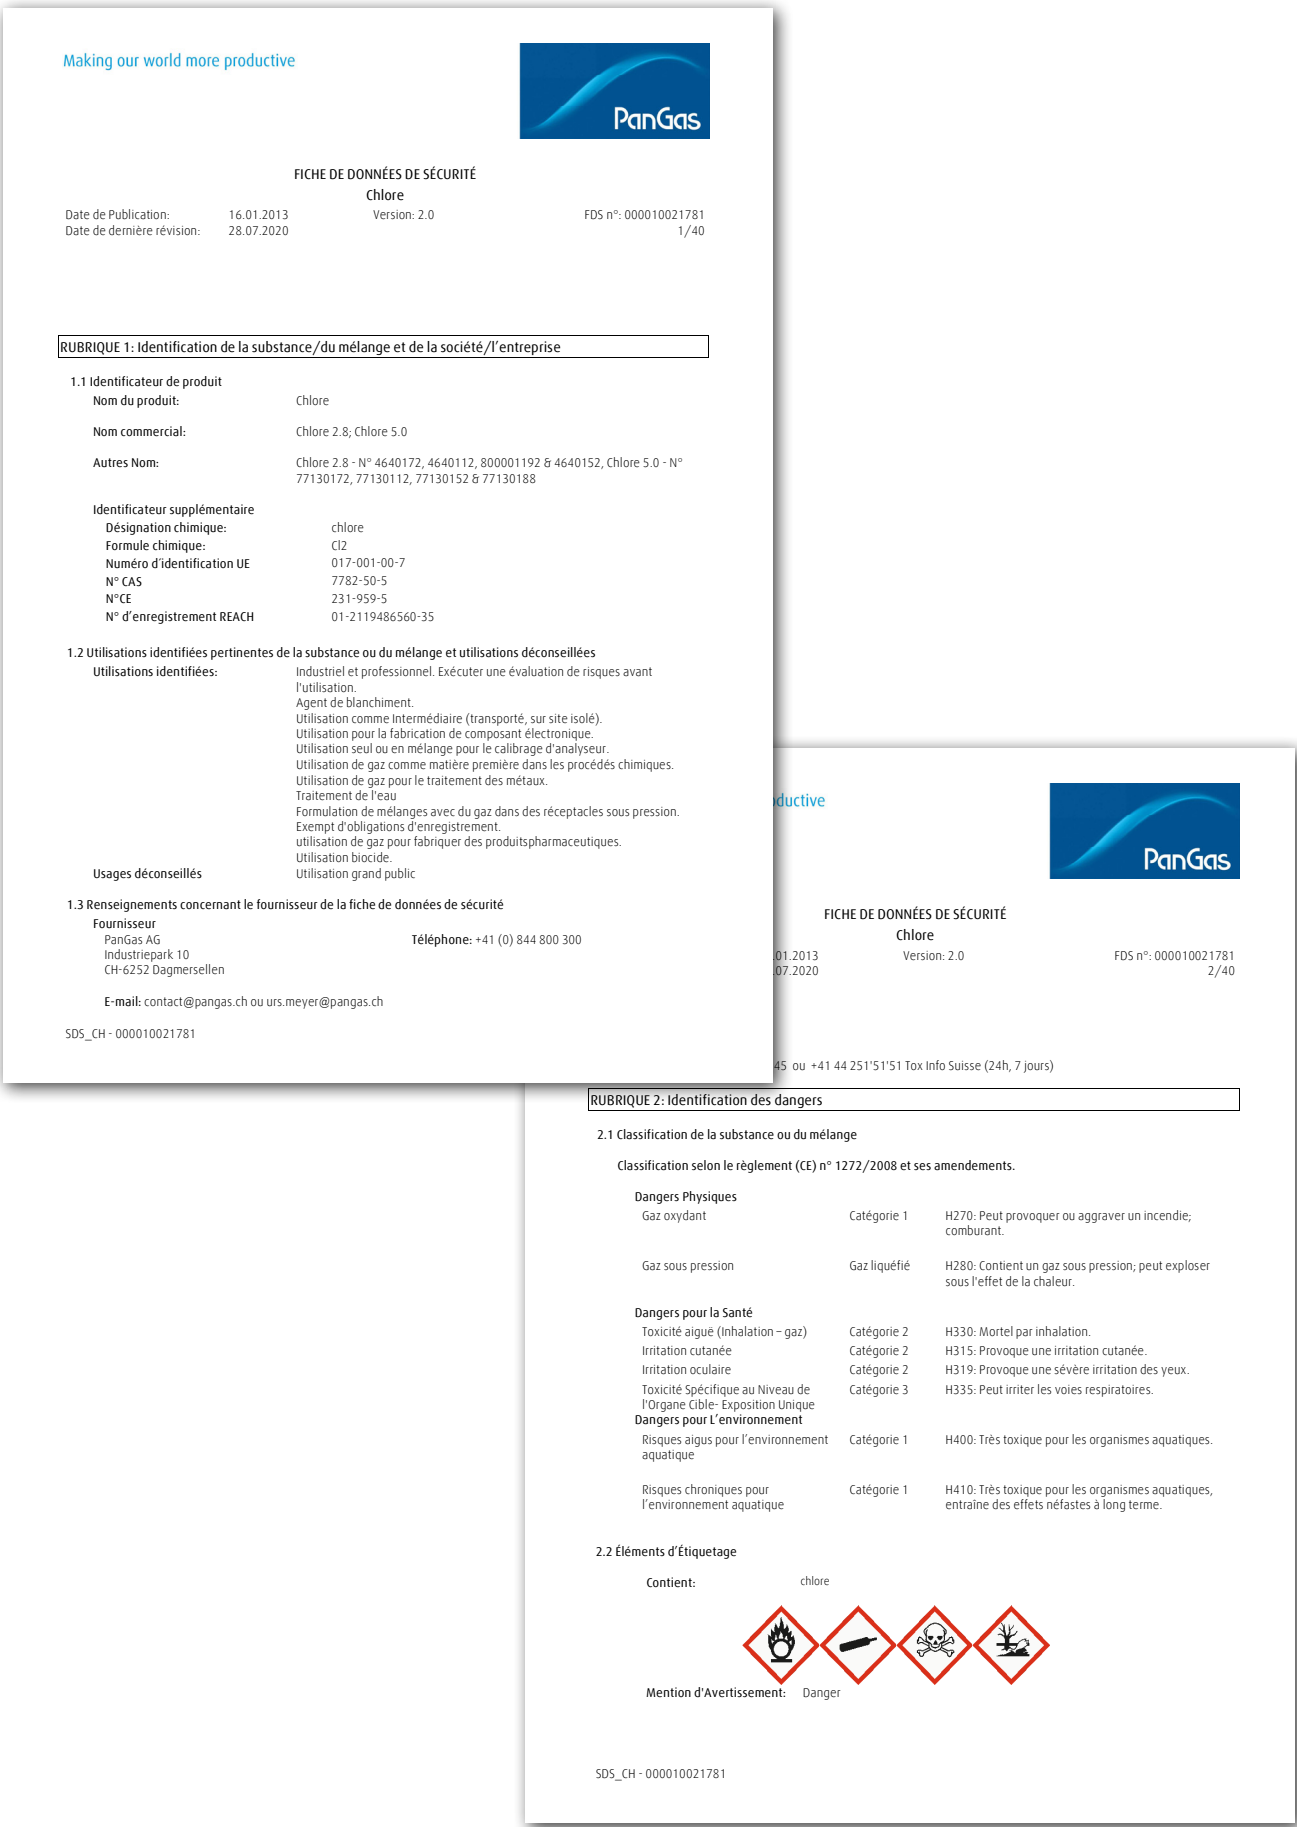 Making our world more productive
PanGas
FICHE DE DONNÉES DE SÉCURITÉ
Chlore
Date de Publication: 16.01.2013 Version: 2.0 FDS n°: 000010021781
Date de dernière révision: 28.07.2020 1/40
RUBRIQUE 1: Identification de la substance/du mélange et de la société/l’entreprise
1.1 Identificateur de produit
Nom du produit: Chlore
Nom commercial: Chlore 2.8; Chlore 5.0
Autres Nom: Chlore 2.8 - N° 4640172, 4640112, 800001192 & 4640152, Chlore 5.0 - N°
77130172, 77130112, 77130152 & 77130188
Identificateur supplémentaire
Désignation chimique: chlore
Formule chimique: Cl2
Numéro d´identification UE 017-001-00-7
N° CAS 7782-50-5
N°CE 231-959-5
N° d’enregistrement REACH 01-2119486560-35
1.2 Utilisations identifiées pertinentes de la substance ou du mélange et utilisations déconseillées
Utilisations identifiées: Industriel et professionnel. Exécuter une évaluation de risques avant
l'utilisation.
Agent de blanchiment.
Utilisation comme Intermédiaire (transporté, sur site isolé).
Utilisation pour la fabrication de composant électronique.
Utilisation seul ou en mélange pour le calibrage d'analyseur.
Utilisation de gaz comme matière première dans les procédés chimiques.
Utilisation de gaz pour le traitement des métaux.
Traitement de l'eau
Formulation de mélanges avec du gaz dans des réceptacles sous pression.
Exempt d'obligations d'enregistrement.
utilisation de gaz pour fabriquer des produitspharmaceutiques.
Utilisation biocide.
Usages déconseillés Utilisation grand public
1.3 Renseignements concernant le fournisseur de la fiche de données de sécurité
Fournisseur
PanGas AG Téléphone: +41 (0) 844 800 300
Industriepark 10
CH-6252 Dagmersellen
E-mail: contact@pangas.ch ou urs.meyer@pangas.ch
SDS_CH - 000010021781
oductive
PanGas
FICHE DE DONNÉES DE SÉCURITÉ
Chlore
.01.2013 Version: 2.0 FDS n°: 000010021781
.07.2020 2/40
45 ou +41 44 251'51'51 Tox Info Suisse (24h, 7 jours)
RUBRIQUE 2: Identification des dangers
2.1 Classification de la substance ou du mélange
Classification selon le règlement (CE) n° 1272/2008 et ses amendements.
Dangers Physiques
Gaz oxydant Catégorie 1 H270: Peut provoquer ou aggraver un incendie;
comburant.
Gaz sous pression Gaz liquéfié H280: Contient un gaz sous pression; peut exploser
sous l'effet de la chaleur.
Dangers pour la Santé
Toxicité aiguë (Inhalation – gaz) Catégorie 2 H330: Mortel par inhalation.
Irritation cutanée Catégorie 2 H315: Provoque une irritation cutanée.
Irritation oculaire Catégorie 2 H319: Provoque une sévère irritation des yeux.
Toxicité Spécifique au Niveau de Catégorie 3 H335: Peut irriter les voies respiratoires.
l'Organe Cible- Exposition Unique
Dangers pour L’environnement
Risques aigus pour l’environnement Catégorie 1 H400: Très toxique pour les organismes aquatiques.
aquatique
Risques chroniques pour Catégorie 1 H410: Très toxique pour les organismes aquatiques,
l’environnement aquatique entraîne des effets néfastes à long terme.
2.2 Éléments d’Étiquetage
Contient: chlore
Mention d'Avertissement: Danger
SDS_CH - 000010021781